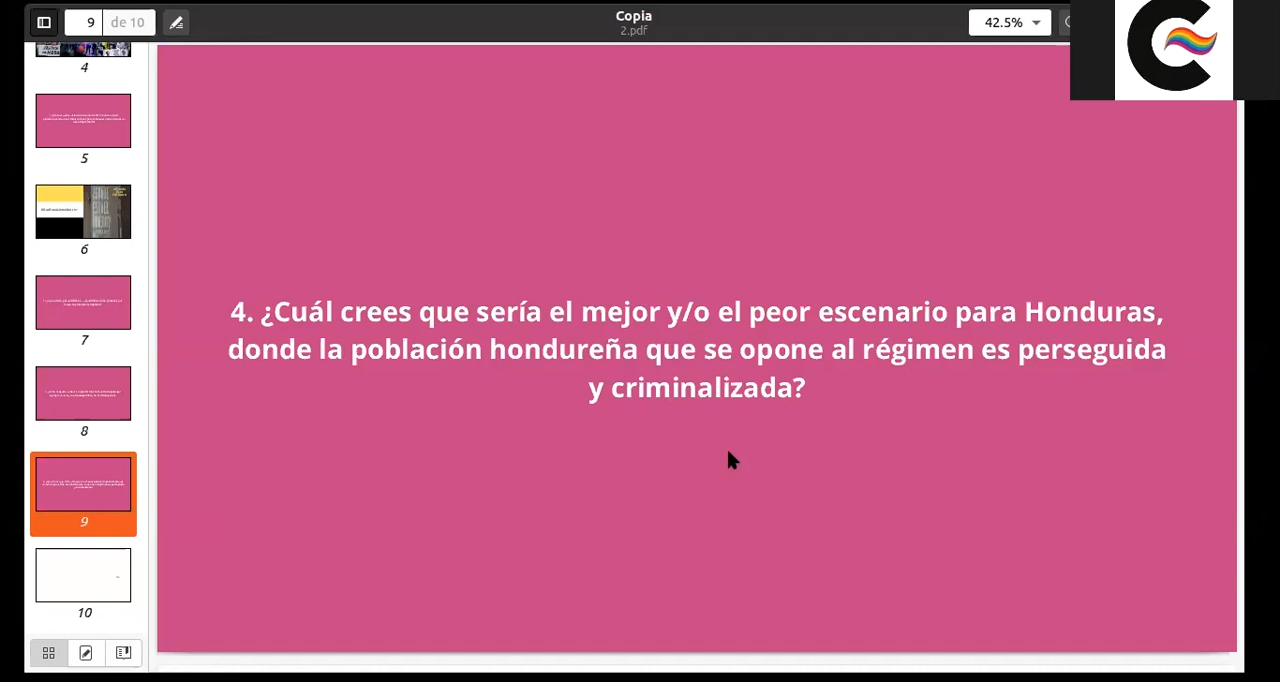 9 de 10
Copia
2.pdf
42.5%
4
5
6
7
8
9
10
4. ¿Cuál crees que sería el mejor y/o el peor escenario para Honduras,
donde la población hondureña que se opone al régimen es perseguida
y criminalizada?